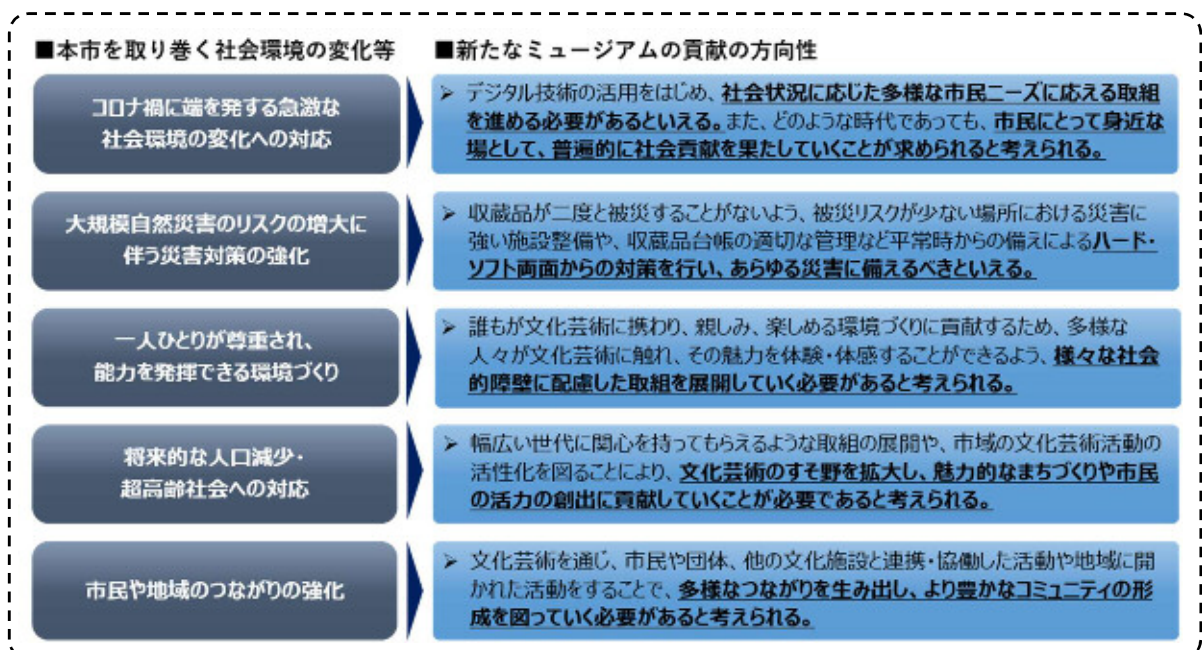 ■本市を取り巻く社会環境の変化等
■新たなミュージアムの貢献の方向性
コロナ禍に端を発する急激な
社会環境の変化への対応
➢ デジタル技術の活用をはじめ、社会状況に応じた多様な市民ニーズに応える取組
を進める必要があるといえる。また、どのような時代であっても、市民にとって身近な
場として、普遍的に社会貢献を果たしていくことが求められると考えられる。
大規模自然災害のリスクの増大に
伴う災害対策の強化
➢ 収蔵品が二度と被災することがないよう、被災リスクが少ない場所における災害に
強い施設整備や、収蔵品台帳の適切な管理など平常時からの備えによるハード・
ソフト両面からの対策を行い、あらゆる災害に備えるべきといえる。
一人ひとりが尊重され、
能力を発揮できる環境づくり
➢ 誰もが文化芸術に携わり、親しみ、楽しめる環境づくりに貢献するため、多様な
人々が文化芸術に触れ、その魅力を体験・体感することができるよう、様々な社会
的障壁に配慮した取組を展開していく必要があると考えられる。
将来的な人口減少・
超高齢社会への対応
➢ 幅広い世代に関心を持ってもらえるような取組の展開や、市域の文化芸術活動の
活性化を図ることにより、文化芸術のすそ野を拡大し、魅力的なまちづくりや市民
の活力の創出に貢献していくことが必要であると考えられる。
市民や地域のつながりの強化
➢ 文化芸術を通じ、市民や団体、他の文化施設と連携・協働した活動や地域に開
かれた活動をすることで、多様なつながりを生み出し、より豊かなコミュニティの形
成を図っていく必要があると考えられる。